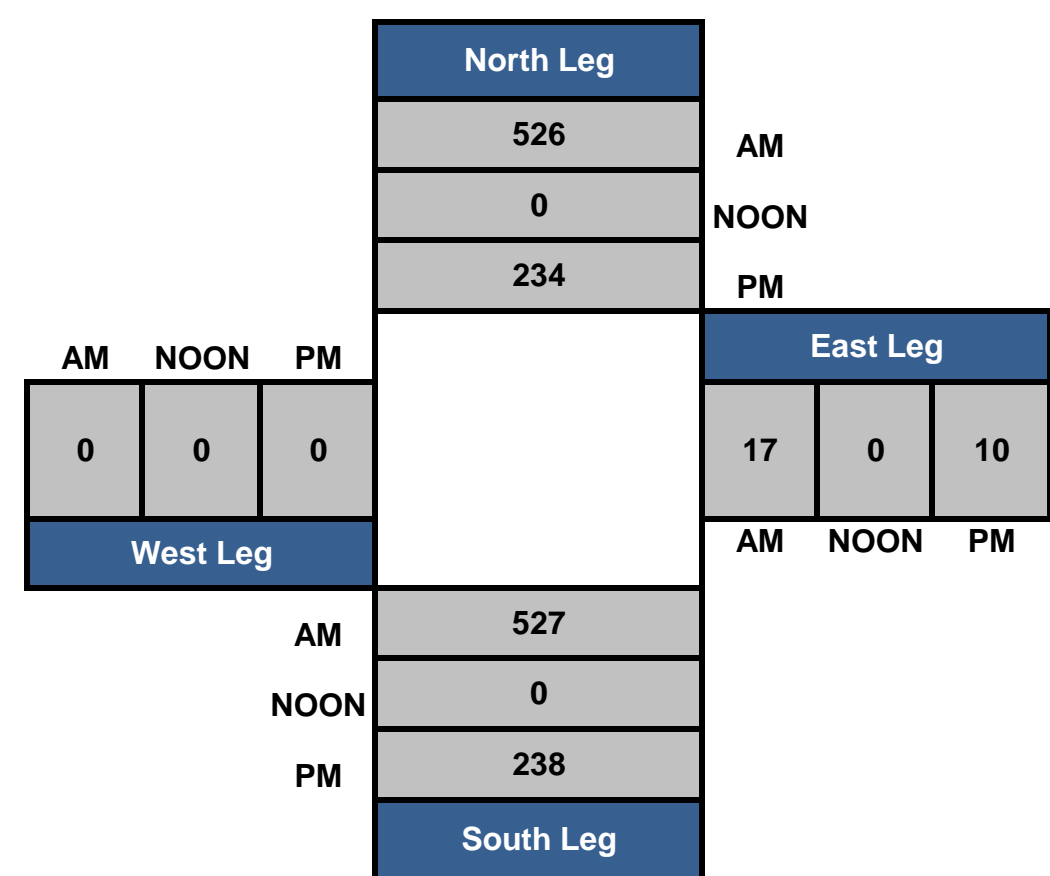 North Leg
526 AM
0 NOON
234 PM
East Leg
AM NOON PM
0 0 0
17 0 10
West Leg
AM NOON PM
AM 527
NOON 0
PM 238
South Leg